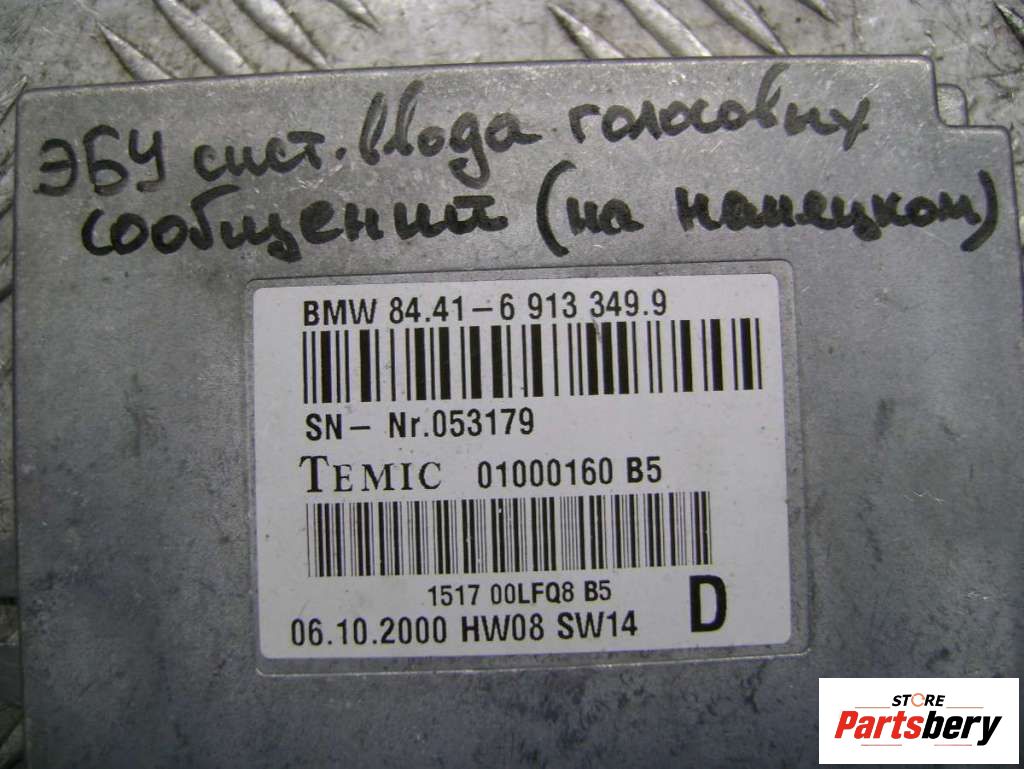 ЭБУ сист. ввода голосовых
сообщений (на немецком)
BMW 84.41-6 913 349.9
SN- Nr.053179
TEMIC 01000160 B5
1517 00LFQ8 B5
06.10.2000 HW08 SW14 D
STORE
Partsbery